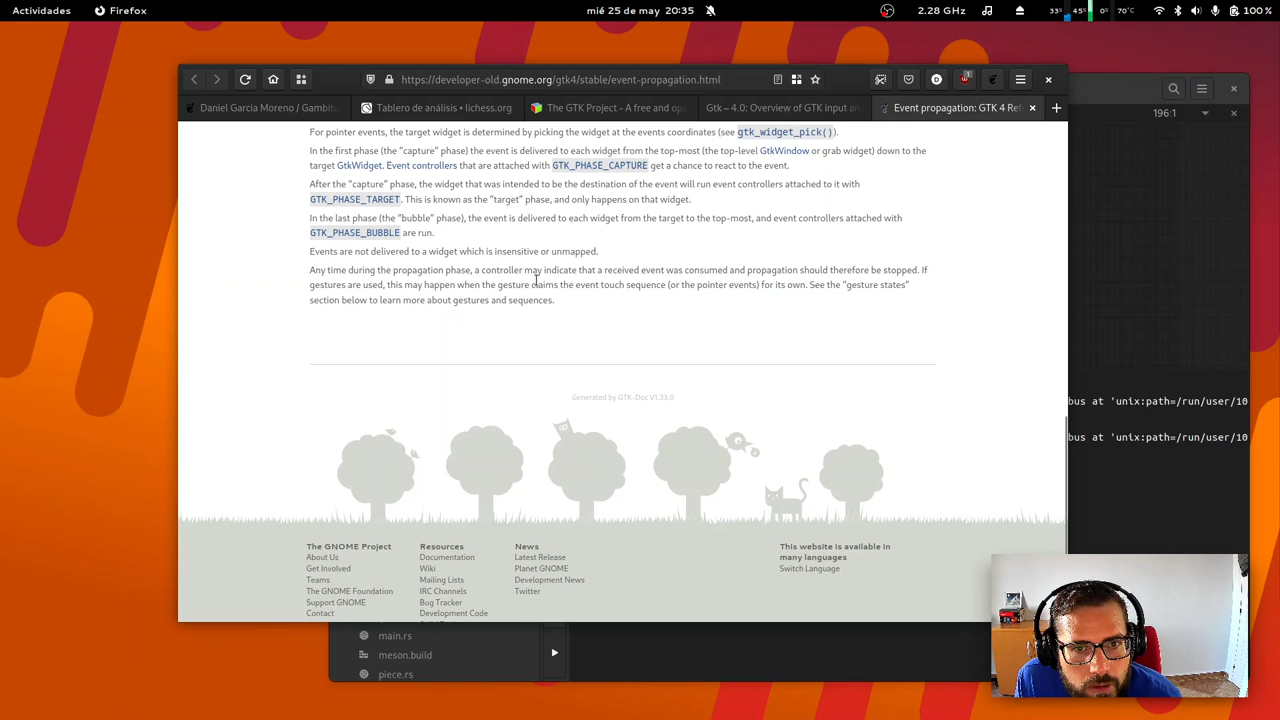 Actividades Firefox mié 25 de may 20:35 2.28 GHz 33% 45% 0% 70°C 100 %
https://developer-old.gnome.org/gtk4/stable/event-propagation.html
Daniel Garcia Moreno / Gambito Tablero de análisis • lichess.org The GTK Project - A free and ope Gtk – 4.0: Overview of GTK input an Event propagation: GTK 4 Ref
196:1
For pointer events, the target widget is determined by picking the widget at the events coordinates (see gtk_widget_pick()).
In the first phase (the “capture” phase) the event is delivered to each widget from the top-most (the top-level GtkWindow or grab widget) down to the
target GtkWidget. Event controllers that are attached with GTK_PHASE_CAPTURE get a chance to react to the event.
After the “capture” phase, the widget that was intended to be the destination of the event will run event controllers attached to it with
GTK_PHASE_TARGET. This is known as the “target” phase, and only happens on that widget.
In the last phase (the “bubble” phase), the event is delivered to each widget from the target to the top-most, and event controllers attached with
GTK_PHASE_BUBBLE are run.
Events are not delivered to a widget which is insensitive or unmapped.
Any time during the propagation phase, a controller may indicate that a received event was consumed and propagation should therefore be stopped. If
gestures are used, this may happen when the gesture claims the event touch sequence (or the pointer events) for its own. See the “gesture states”
section below to learn more about gestures and sequences.
Generated by GTK-Doc V1.33.0
bus at 'unix:path=/run/user/10
bus at 'unix:path=/run/user/10
The GNOME Project
About Us
Get Involved
Teams
The GNOME Foundation
Support GNOME
Contact
Resources
Documentation
Wiki
Mailing Lists
IRC Channels
Bug Tracker
Development Code
News
Latest Release
Planet GNOME
Development News
Twitter
This website is available in
many languages
Switch Language
main.rs
meson.build
piece.rs